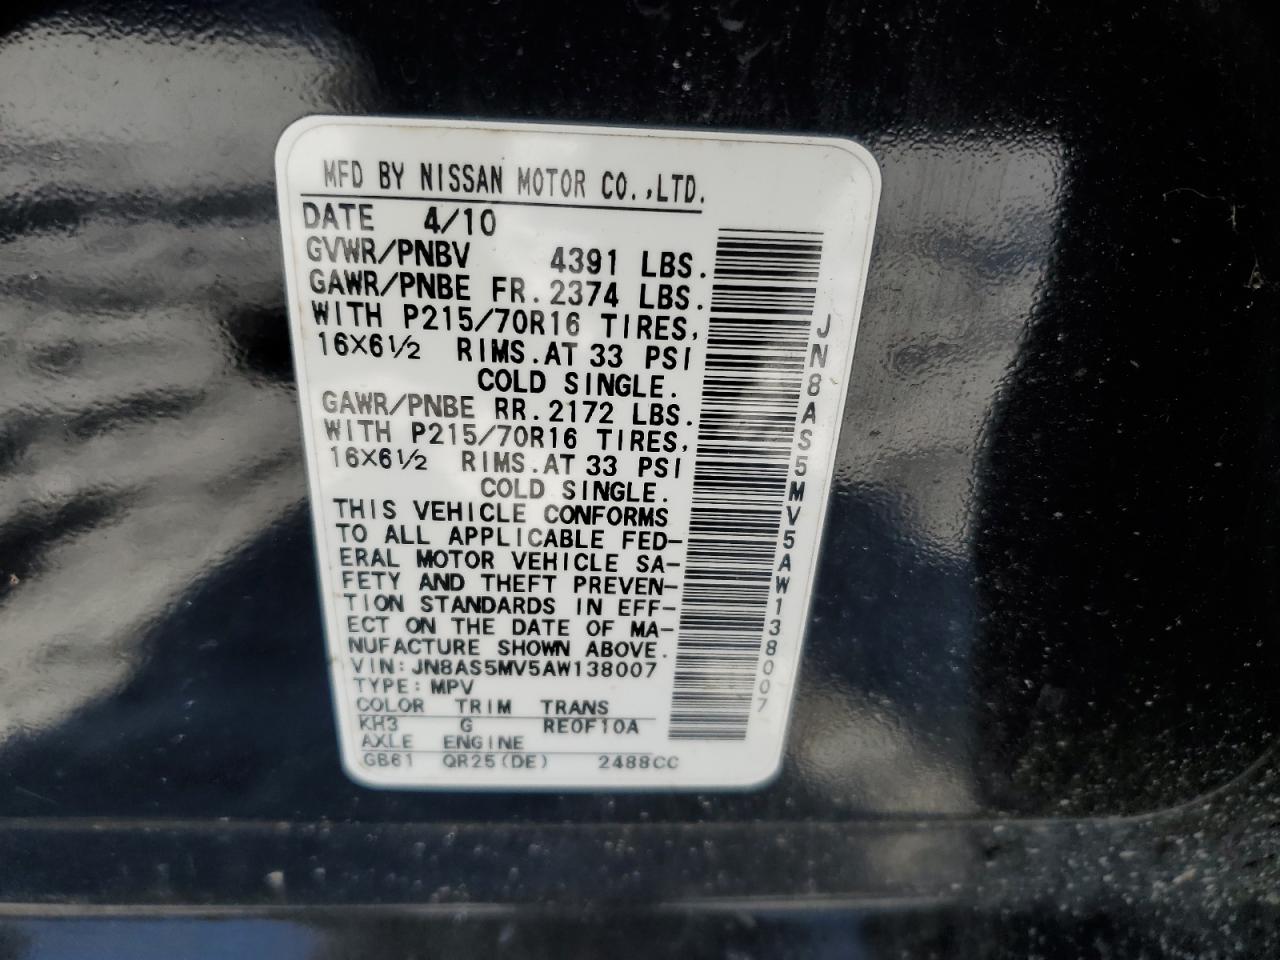 MFD BY NISSAN MOTOR CO.,LTD.
DATE 4/10
GVWR/PNBV 4391 LBS.
GAWR/PNBE FR.2374 LBS.
WITH P215/70R16 TIRES,
16X6½ RIMS.AT 33 PSI
COLD SINGLE.
GAWR/PNBE RR.2172 LBS.
WITH P215/70R16 TIRES,
16X6½ RIMS.AT 33 PSI
COLD SINGLE.
THIS VEHICLE CONFORMS
TO ALL APPLICABLE FED-
ERAL MOTOR VEHICLE SA-
FETY AND THEFT PREVEN-
TION STANDARDS IN EFF-
ECT ON THE DATE OF MA-
NUFACTURE SHOWN ABOVE.
VIN:JN8AS5MV5AW138007
TYPE:MPV
COLOR TRIM TRANS
KH3 G RE0F10A
AXLE ENGINE
GB61 QR25(DE) 2488CC
JN8AS5MV5AW138007